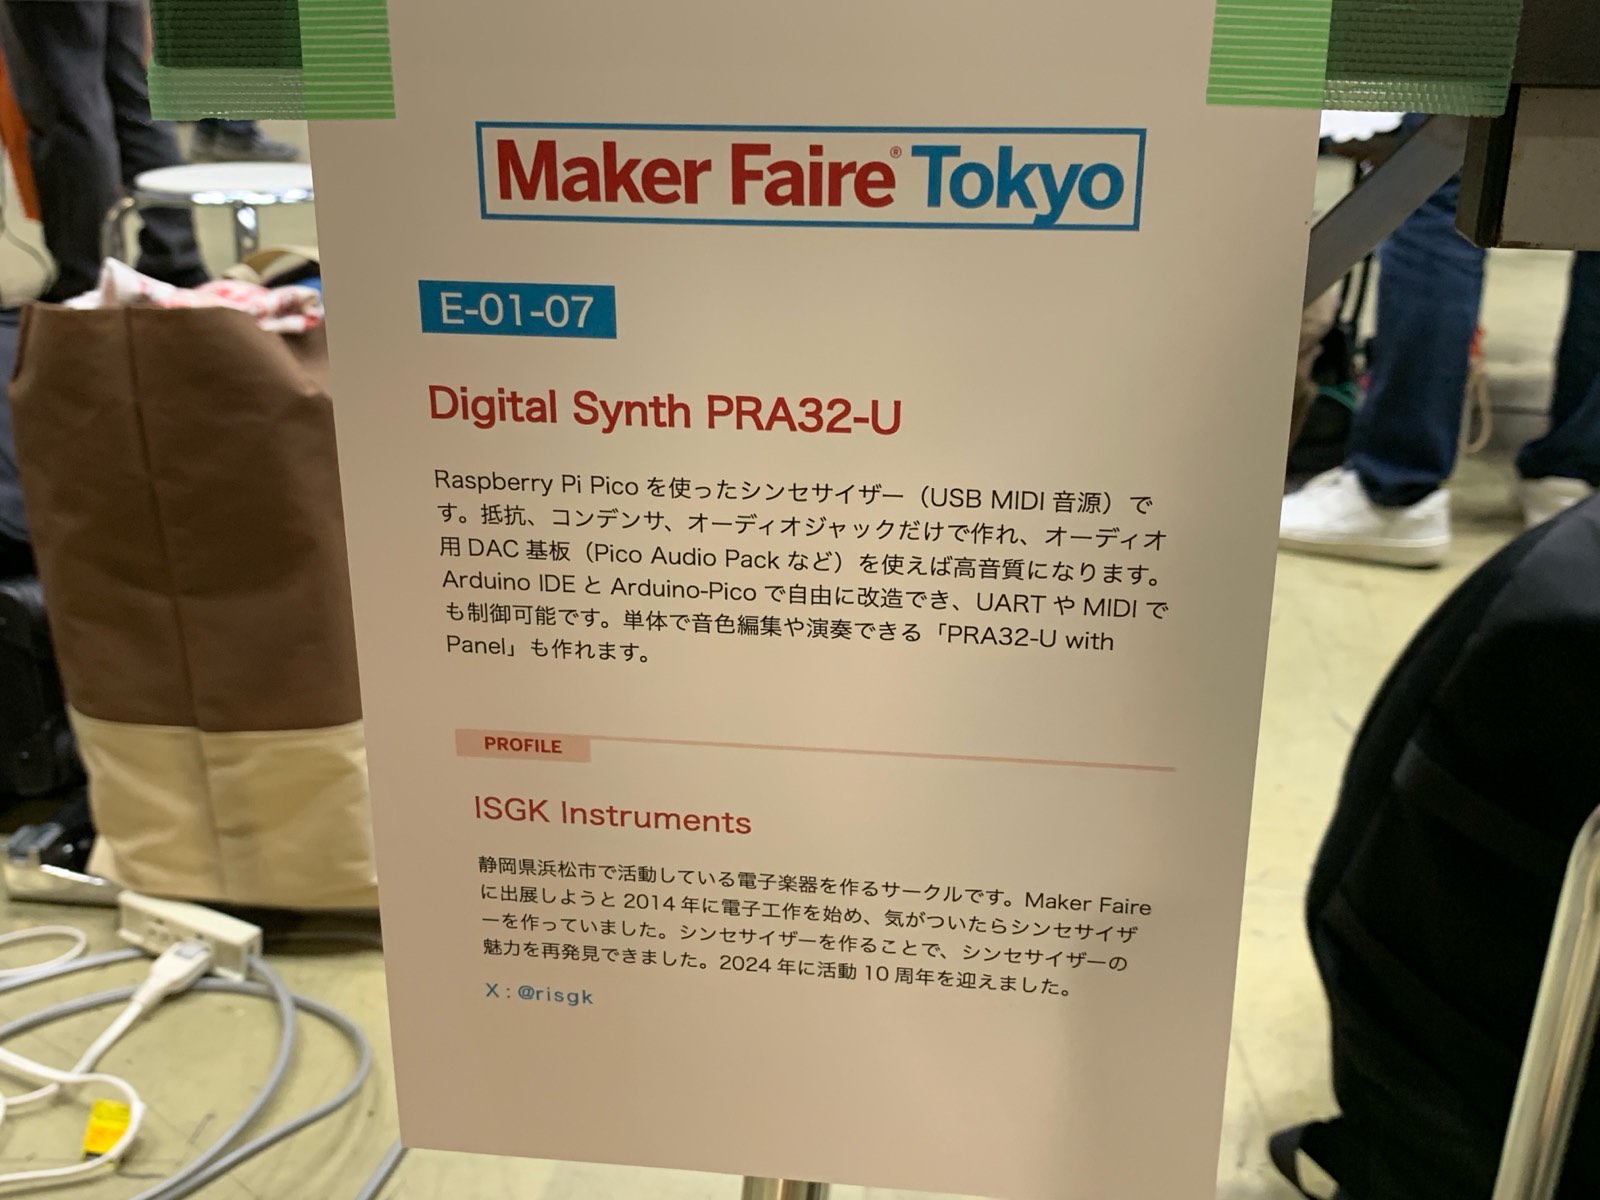 Maker Faire® Tokyo
E-01-07
Digital Synth PRA32-U
Raspberry Pi Pico を使ったシンセサイザー（USB MIDI 音源）で
す。抵抗、コンデンサ、オーディオジャックだけで作れ、オーディオ
用 DAC 基板（Pico Audio Pack など）を使えば高音質になります。
Arduino IDE と Arduino-Pico で自由に改造でき、UART や MIDI で
も制御可能です。単体で音色編集や演奏できる「PRA32-U with
Panel」も作れます。
PROFILE
ISGK Instruments
静岡県浜松市で活動している電子楽器を作るサークルです。Maker Faire
に出展しようと 2014 年に電子工作を始め、気がついたらシンセサイザ
ーを作っていました。シンセサイザーを作ることで、シンセサイザーの
魅力を再発見できました。2024 年に活動 10 周年を迎えました。
X : @risgk